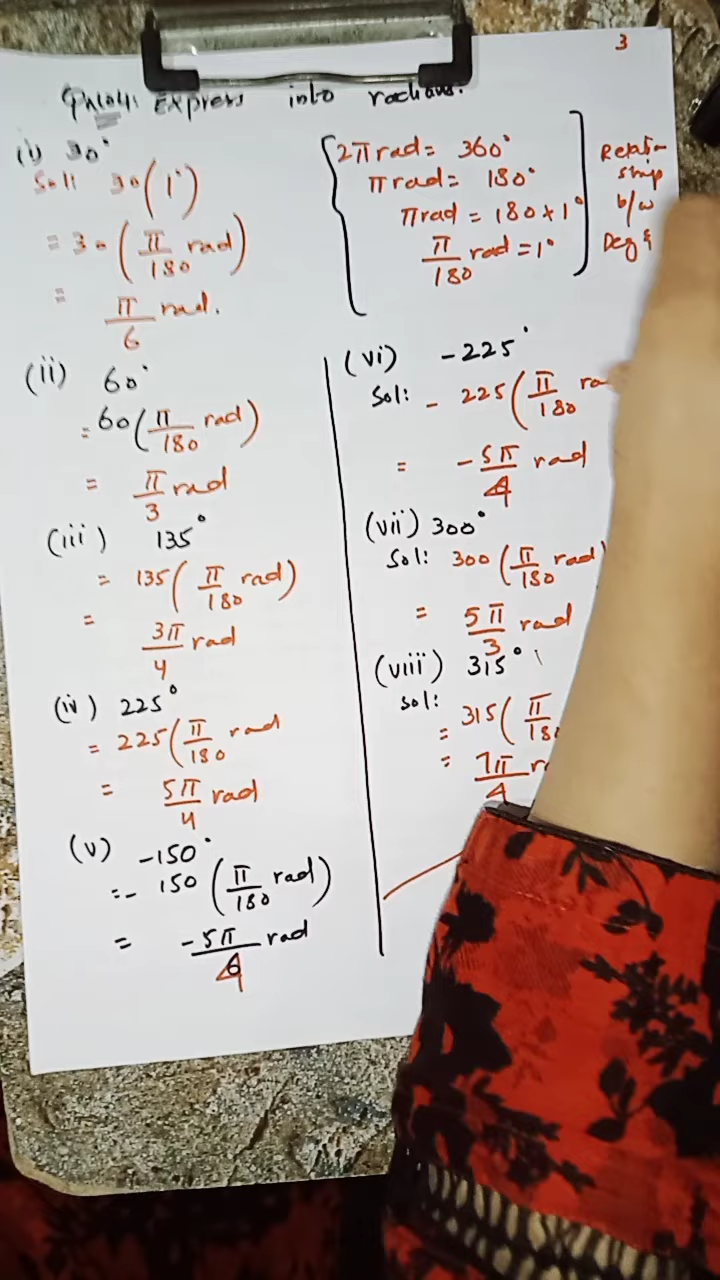 3
Express into radians.
(i) 30°
Sol: 30(1°)
= 30(π/180 rad)
= π/6 rad.
2π rad = 360°
π rad = 180°
π rad = 180 × 1°
π/180 rad = 1°
Relation
ship
b/w
Deg &
(ii) 60°
= 60(π/180 rad)
= π/3 rad
(iii) 135°
= 135(π/180 rad)
= 3π/4 rad
(iv) 225°
= 225(π/180 rad
= 5π/4 rad
(v) -150°
= - 150(π/180 rad)
= -5π/6 rad
(vi) -225°
Sol: - 225(π/180
= -5π/4 rad
(vii) 300°
Sol: 300(π/180 rad)
= 5π/3 rad
(viii) 315°
Sol:
= 315(π/18
= 7π/4